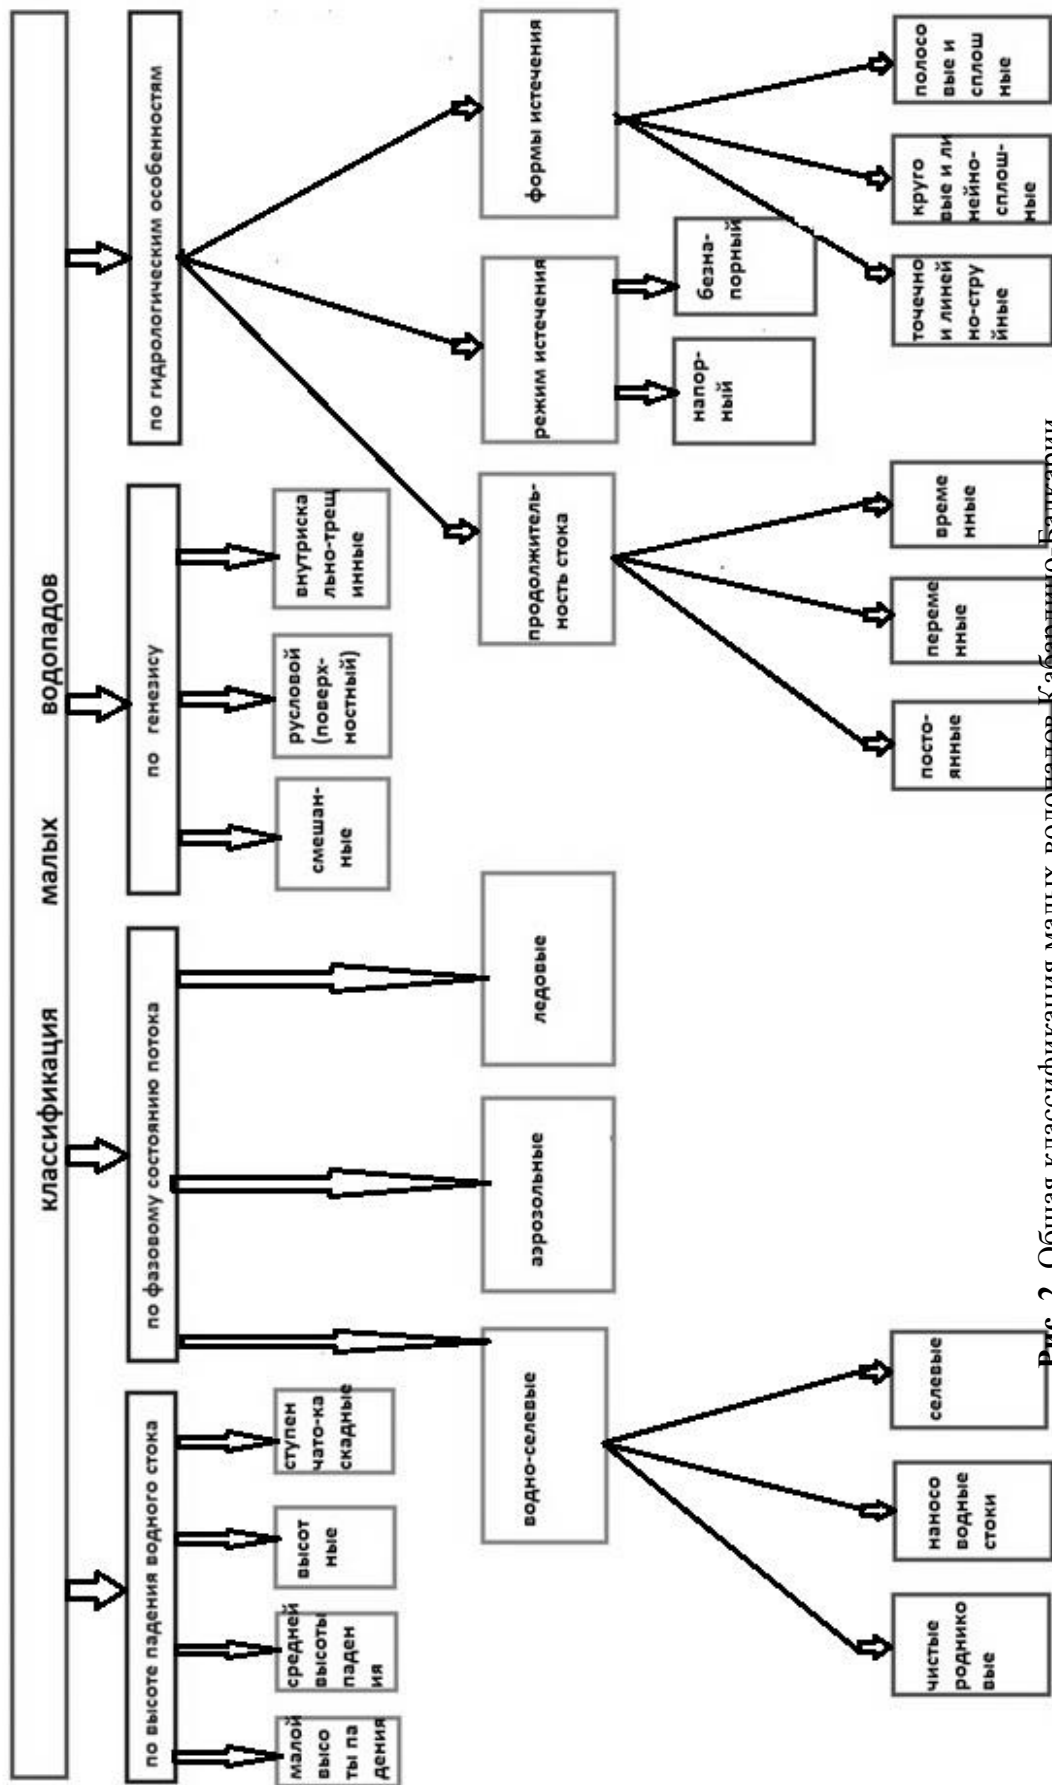 классификация малых водопадов
по высоте падения водного стока
по фазовому состоянию потока
по генезису
по гидрологическим особенностям
малой
высо
ты па
дения
средней
высоты
паден
ия
высот
ные
ступен
чато-ка
скадные
смешан-
ные
русловой
(поверх-
ностный)
внутриска
льно-трещ
инные
водно-селевые
аэрозольные
ледовые
продолжитель-
ность стока
режим истечения
формы истечения
напор-
ный
безна-
порный
чистые
роднико
вые
наносо
водные
стоки
селевые
посто-
янные
переме
нные
време
нные
точечно
и линей
но-стру
йные
круго
вые и ли
нейно-
сплош-
ные
полосо
вые и
сплош
ные
Рис. 2. Общая классификация малых водопадов Кабардино-Балкарии